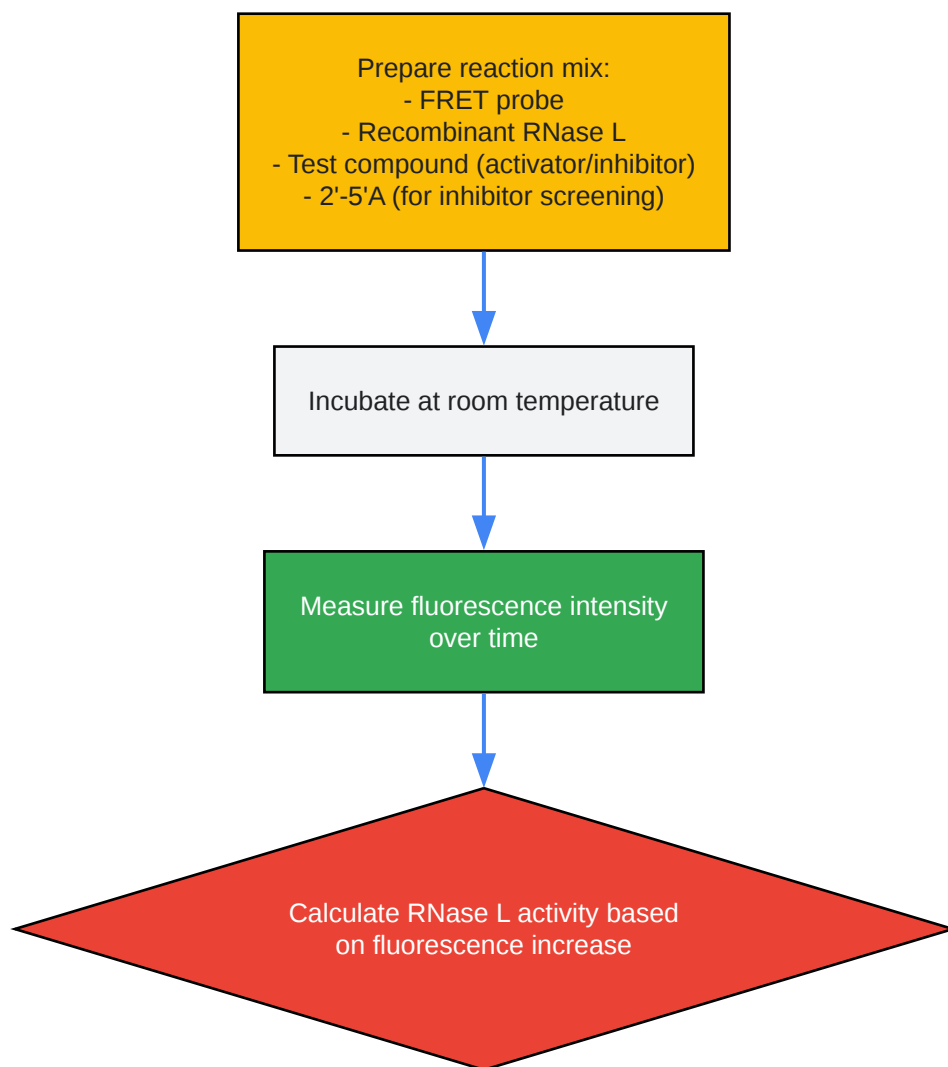 Prepare reaction mix:
- FRET probe
- Recombinant RNase L
- Test compound (activator/inhibitor)
- 2'-5'A (for inhibitor screening)
Incubate at room temperature
Measure fluorescence intensity
over time
Calculate RNase L activity based
on fluorescence increase